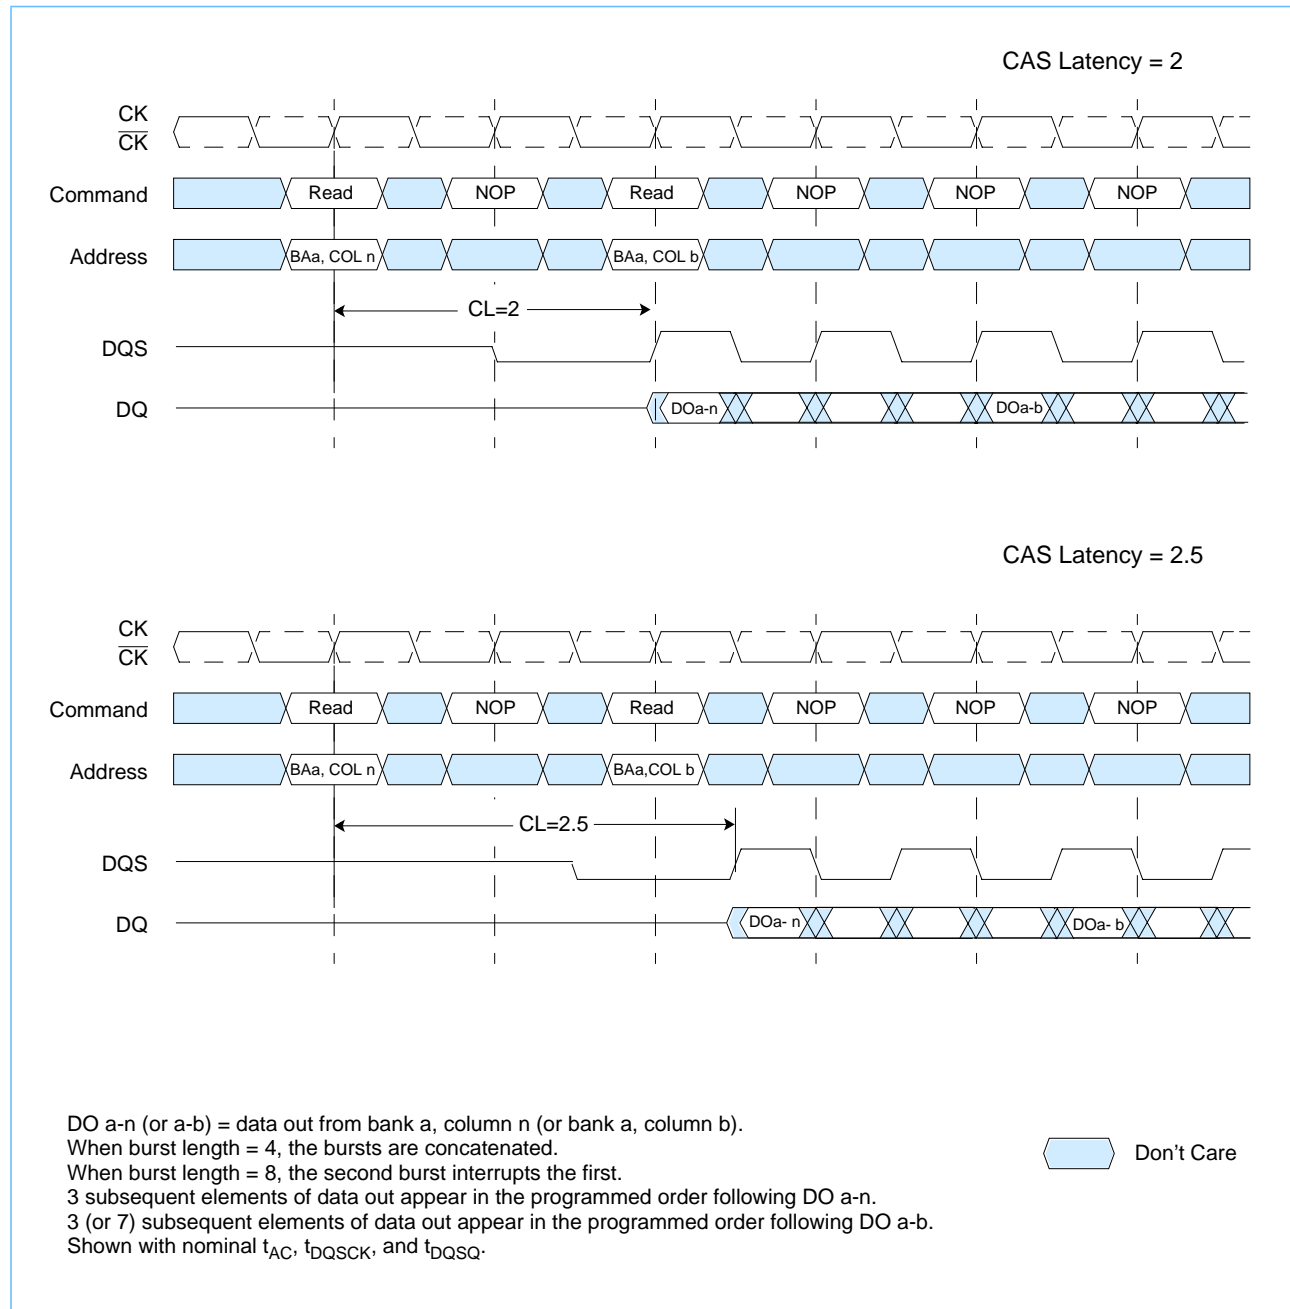 CAS Latency = 2
CK
CK
Command
Read
NOP
Read
NOP
NOP
NOP
Address
BAa, COL n
BAa, COL b
CL=2
DQS
DQ
DOa-n
DOa-b
CAS Latency = 2.5
CK
CK
Command
Read
NOP
Read
NOP
NOP
NOP
Address
BAa, COL n
BAa,COL b
CL=2.5
DQS
DQ
DOa- n
DOa- b
DO a-n (or a-b) = data out from bank a, column n (or bank a, column b).
When burst length = 4, the bursts are concatenated.
When burst length = 8, the second burst interrupts the first.
3 subsequent elements of data out appear in the programmed order following DO a-n.
3 (or 7) subsequent elements of data out appear in the programmed order following DO a-b.
Shown with nominal tAC, tDQSCK, and tDQSQ.
Don't Care